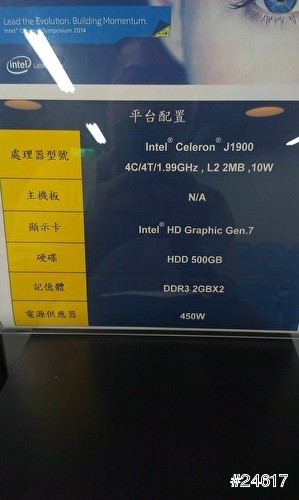 Lead the Evolution. Building Momentum.
Intel Symposium 2014
intel
平台配置
處理器型號
Intel® Celeron® J1900
4C/4T/1.99GHz , L2 2MB ,10W
主機板
N/A
顯示卡
Intel® HD Graphic Gen.7
硬碟
HDD 500GB
記憶體
DDR3 2GBX2
電源供應器
450W
#24617